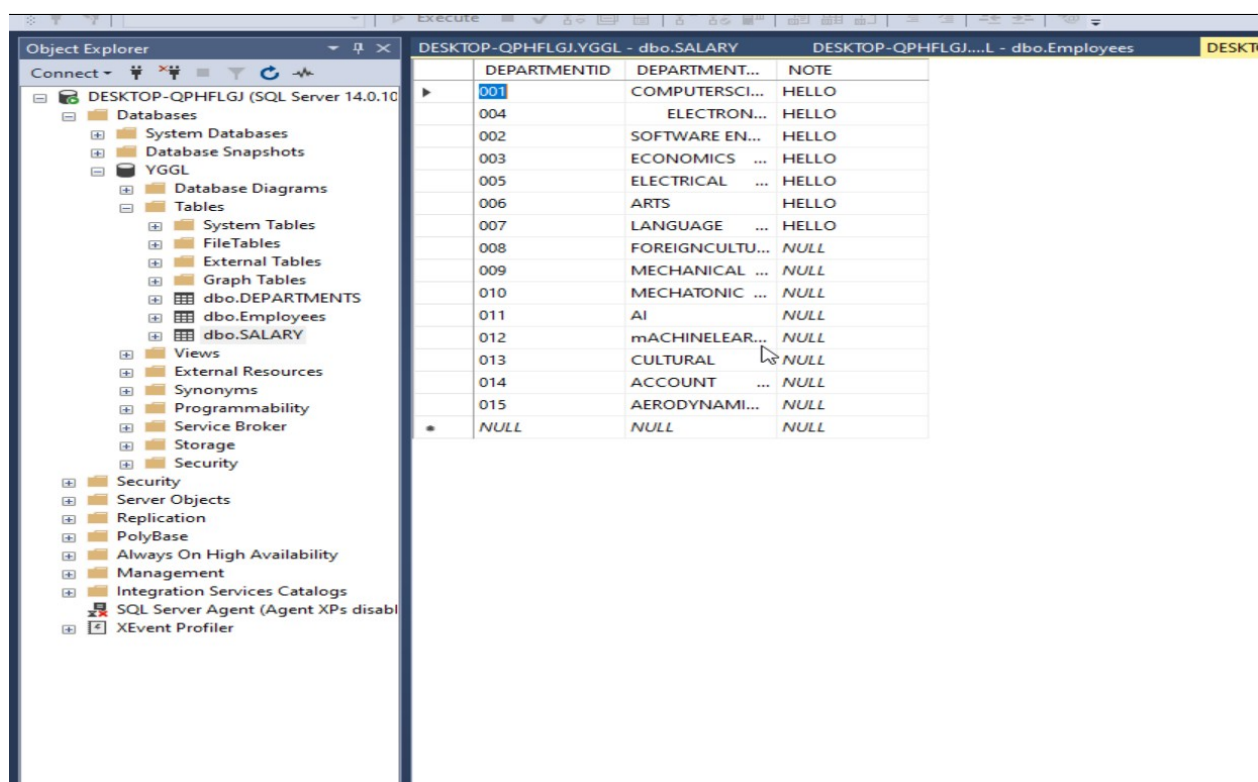 Execute
Object Explorer
DESKTOP-QPHFLGJ.YGGL - dbo.SALARY
DESKTOP-QPHFLGJ....L - dbo.Employees
DESKT
Connect
DESKTOP-QPHFLGJ (SQL Server 14.0.10
Databases
System Databases
Database Snapshots
YGGL
Database Diagrams
Tables
System Tables
FileTables
External Tables
Graph Tables
dbo.DEPARTMENTS
dbo.Employees
dbo.SALARY
Views
External Resources
Synonyms
Programmability
Service Broker
Storage
Security
Security
Server Objects
Replication
PolyBase
Always On High Availability
Management
Integration Services Catalogs
SQL Server Agent (Agent XPs disabl
XEvent Profiler
DEPARTMENTID DEPARTMENT... NOTE
001 COMPUTERSCI... HELLO
004 ELECTRON... HELLO
002 SOFTWARE EN... HELLO
003 ECONOMICS ... HELLO
005 ELECTRICAL ... HELLO
006 ARTS HELLO
007 LANGUAGE ... HELLO
008 FOREIGNCULTU... NULL
009 MECHANICAL ... NULL
010 MECHATONIC ... NULL
011 AI NULL
012 mACHINELEAR... NULL
013 CULTURAL NULL
014 ACCOUNT ... NULL
015 AERODYNAMI... NULL
NULL NULL NULL